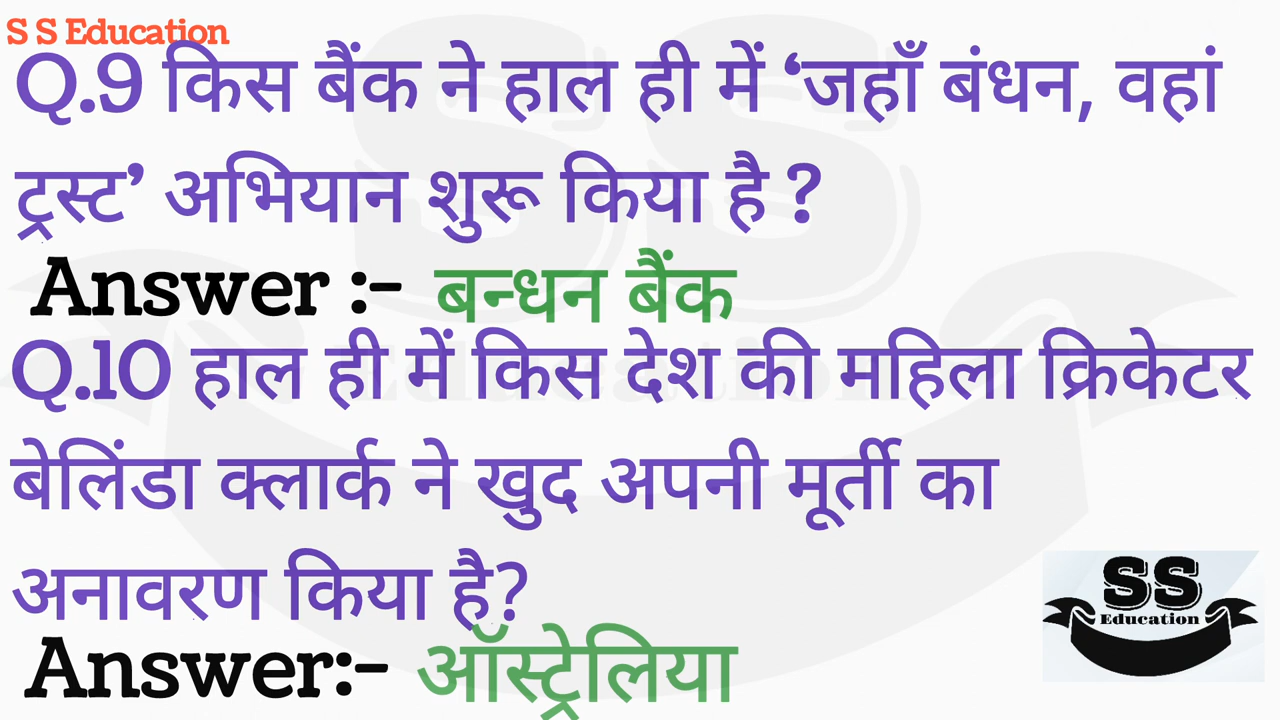 S S Education
Q.9 किस बैंक ने हाल ही में ‘जहाँ बंधन, वहां
ट्रस्ट’ अभियान शुरू किया है ?
Answer :- बन्धन बैंक
Q.10 हाल ही में किस देश की महिला क्रिकेटर
बेलिंडा क्लार्क ने खुद अपनी मूर्ती का
अनावरण किया है?
Answer:- ऑस्ट्रेलिया
SS
Education